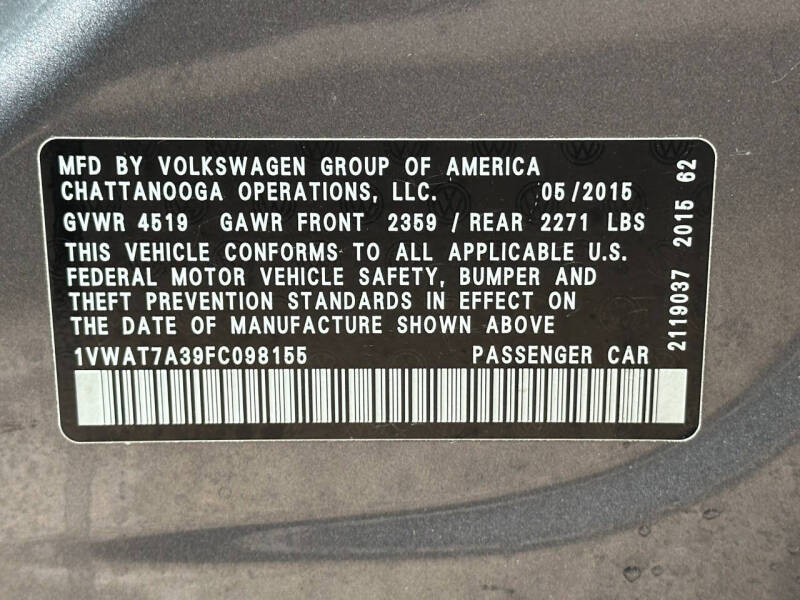 MFD BY VOLKSWAGEN GROUP OF AMERICA
CHATTANOOGA OPERATIONS, LLC. 05/2015
GVWR 4519 GAWR FRONT 2359 / REAR 2271 LBS
THIS VEHICLE CONFORMS TO ALL APPLICABLE U.S.
FEDERAL MOTOR VEHICLE SAFETY, BUMPER AND
THEFT PREVENTION STANDARDS IN EFFECT ON
THE DATE OF MANUFACTURE SHOWN ABOVE
1VWAT7A39FC098155 PASSENGER CAR
2119037 2015 62